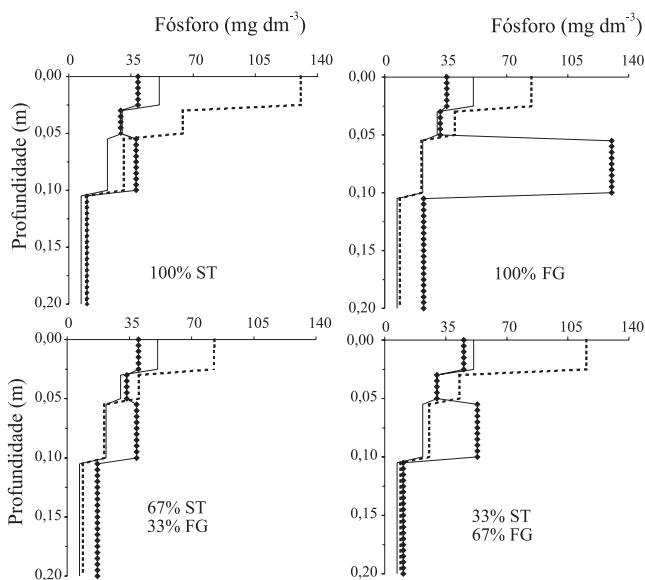 Fósforo (mg dm-3) Fósforo (mg dm-3)
0 35 70 105 140 0 35 70 105 140
0,00 0,00
0,05 0,05
0,10 0,10
0,15 0,15
0,20 0,20
Profundidade (m)
100% ST 100% FG
0 35 70 105 140 0 35 70 105 140
0,00 0,00
0,05 0,05
0,10 0,10
0,15 0,15
0,20 0,20
Profundidade (m)
67% ST 33% ST
33% FG 67% FG